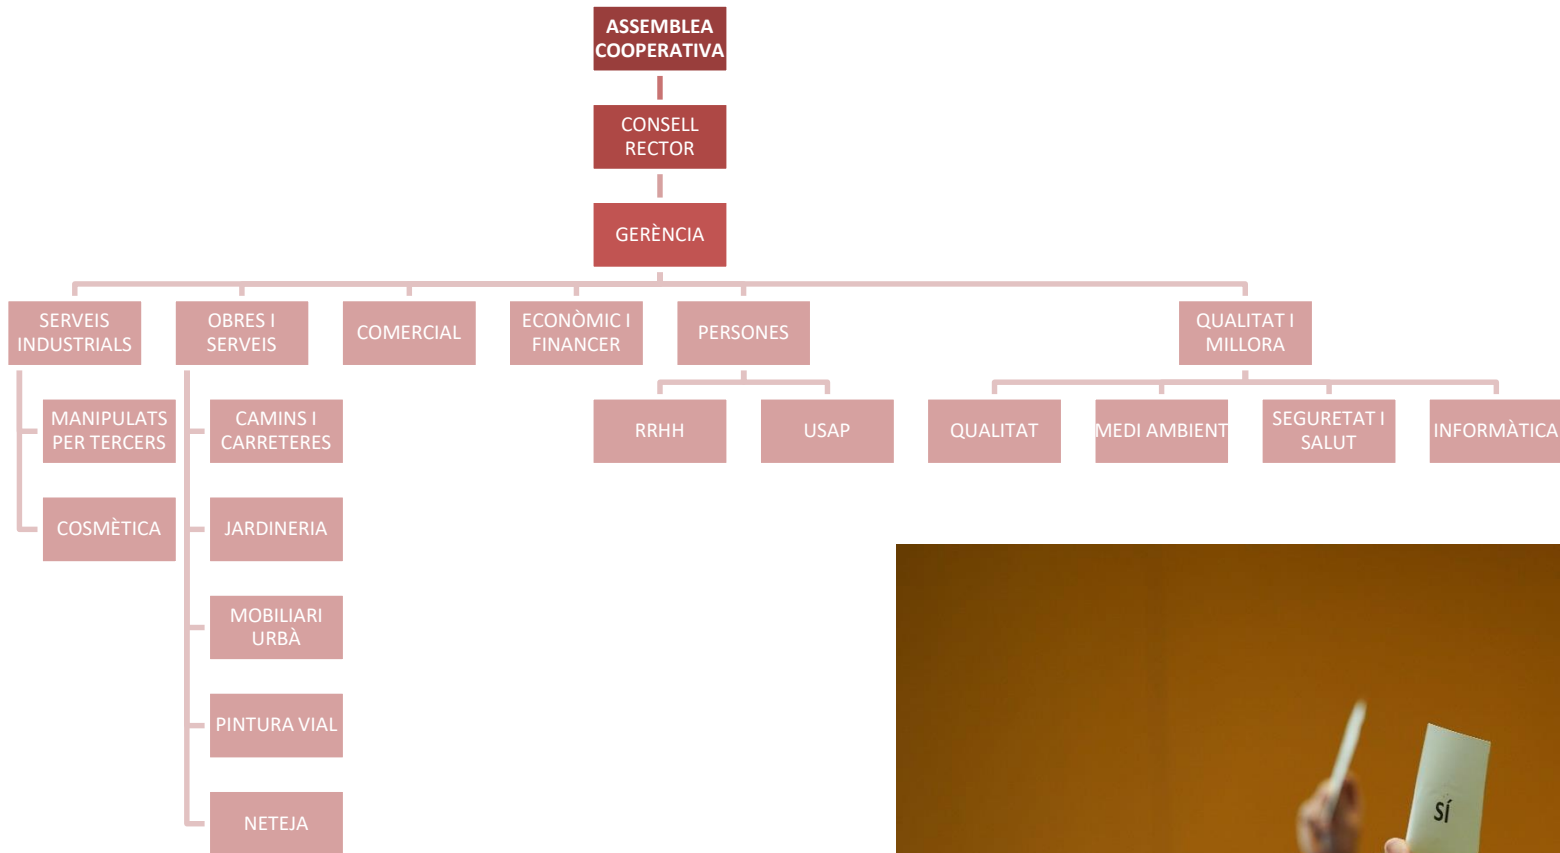 ASSEMBLEA
COOPERATIVA
CONSELL
RECTOR
GERÈNCIA
SERVEIS
INDUSTRIALS
OBRES I
SERVEIS
COMERCIAL
ECONÒMIC I
FINANCER
PERSONES
QUALITAT I
MILLORA
MANIPULATS
PER TERCERS
CAMINS I
CARRETERES
RRHH
USAP
QUALITAT
MEDI AMBIENT
SEGURETAT I
SALUT
INFORMÀTICA
COSMÈTICA
JARDINERIA
MOBILIARI
URBÀ
PINTURA VIAL
NETEJA
SÍ